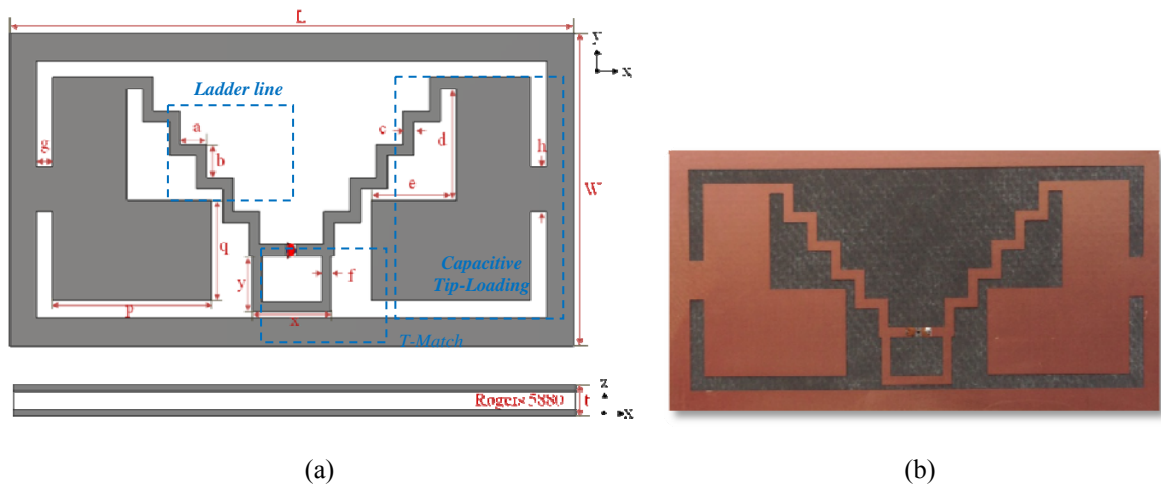 L
y
x
Ladder line
a
b
c
d
g
h
W
e
q
Capacitive
Tip-Loading
y
f
p
x
T-Match
z
Rogers 5880
t
x
(a)
(b)